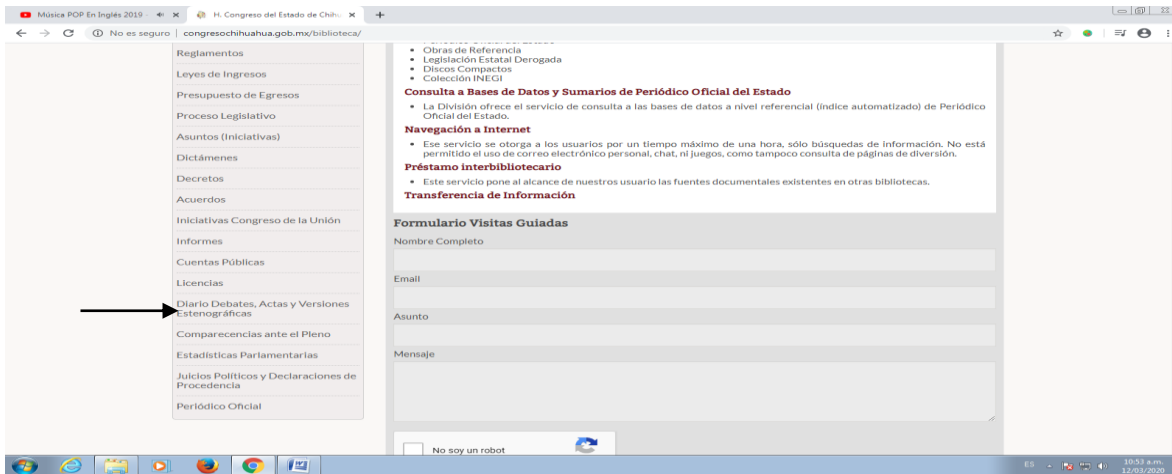 Música POP En Inglés 2019 -
H. Congreso del Estado de Chihu
No es seguro | congresochihuahua.gob.mx/biblioteca/
Reglamentos
Leyes de Ingresos
Presupuesto de Egresos
Proceso Legislativo
Asuntos (Iniciativas)
Dictámenes
Decretos
Acuerdos
Iniciativas Congreso de la Unión
Informes
Cuentas Públicas
Licencias
Diario Debates, Actas y Versiones
Estenográficas
Comparecencias ante el Pleno
Estadísticas Parlamentarias
Juicios Políticos y Declaraciones de
Procedencia
Periódico Oficial
• Obras de Referencia
• Legislación Estatal Derogada
• Discos Compactos
• Colección INEGI
Consulta a Bases de Datos y Sumarios de Periódico Oficial del Estado
• La División ofrece el servicio de consulta a las bases de datos a nivel referencial (índice automatizado) de Periódico
Oficial del Estado.
Navegación a Internet
• Ese servicio se otorga a los usuarios por un tiempo máximo de una hora, sólo búsquedas de información. No está
permitido el uso de correo electrónico personal, chat, ni juegos, como tampoco consulta de páginas de diversión.
Préstamo interbibliotecario
• Este servicio pone al alcance de nuestros usuario las fuentes documentales existentes en otras bibliotecas.
Transferencia de Información
Formulario Visitas Guiadas
Nombre Completo
Email
Asunto
Mensaje
No soy un robot
ES
10:53 a.m.
12/03/2020